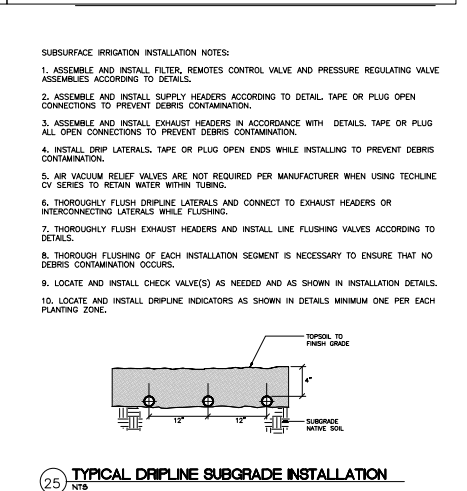 SUBSURFACE IRRIGATION INSTALLATION NOTES:
1. ASSEMBLE AND INSTALL FILTER, REMOTES CONTROL VALVE AND PRESSURE REGULATING VALVE
ASSEMBLIES ACCORDING TO DETAILS.
2. ASSEMBLE AND INSTALL SUPPLY HEADERS ACCORDING TO DETAIL. TAPE OR PLUG OPEN
CONNECTIONS TO PREVENT DEBRIS CONTAMINATION.
3. ASSEMBLE AND INSTALL EXHAUST HEADERS IN ACCORDANCE WITH DETAILS. TAPE OR PLUG
ALL OPEN CONNECTIONS TO PREVENT DEBRIS CONTAMINATION.
4. INSTALL DRIP LATERALS. TAPE OR PLUG OPEN ENDS WHILE INSTALLING TO PREVENT DEBRIS
CONTAMINATION.
5. AIR VACUUM RELIEF VALVES ARE NOT REQUIRED PER MANUFACTURER WHEN USING TECHLINE
CV SERIES TO RETAIN WATER WITHIN TUBING.
6. THOROUGHLY FLUSH DRIPLINE LATERALS AND CONNECT TO EXHAUST HEADERS OR
INTERCONNECTING LATERALS WHILE FLUSHING.
7. THOROUGHLY FLUSH EXHAUST HEADERS AND INSTALL LINE FLUSHING VALVES ACCORDING TO
DETAILS.
8. THOROUGH FLUSHING OF EACH INSTALLATION SEGMENT IS NECESSARY TO ENSURE THAT NO
DEBRIS CONTAMINATION OCCURS.
9. LOCATE AND INSTALL CHECK VALVE(S) AS NEEDED AND AS SHOWN IN INSTALLATION DETAILS.
10. LOCATE AND INSTALL DRIPLINE INDICATORS AS SHOWN IN DETAILS MINIMUM ONE PER EACH
PLANTING ZONE.
TOPSOIL TO
FINISH GRADE
4"
12" 12"
SUBGRADE
NATIVE SOIL
25 TYPICAL DRIPLINE SUBGRADE INSTALLATION
NTS